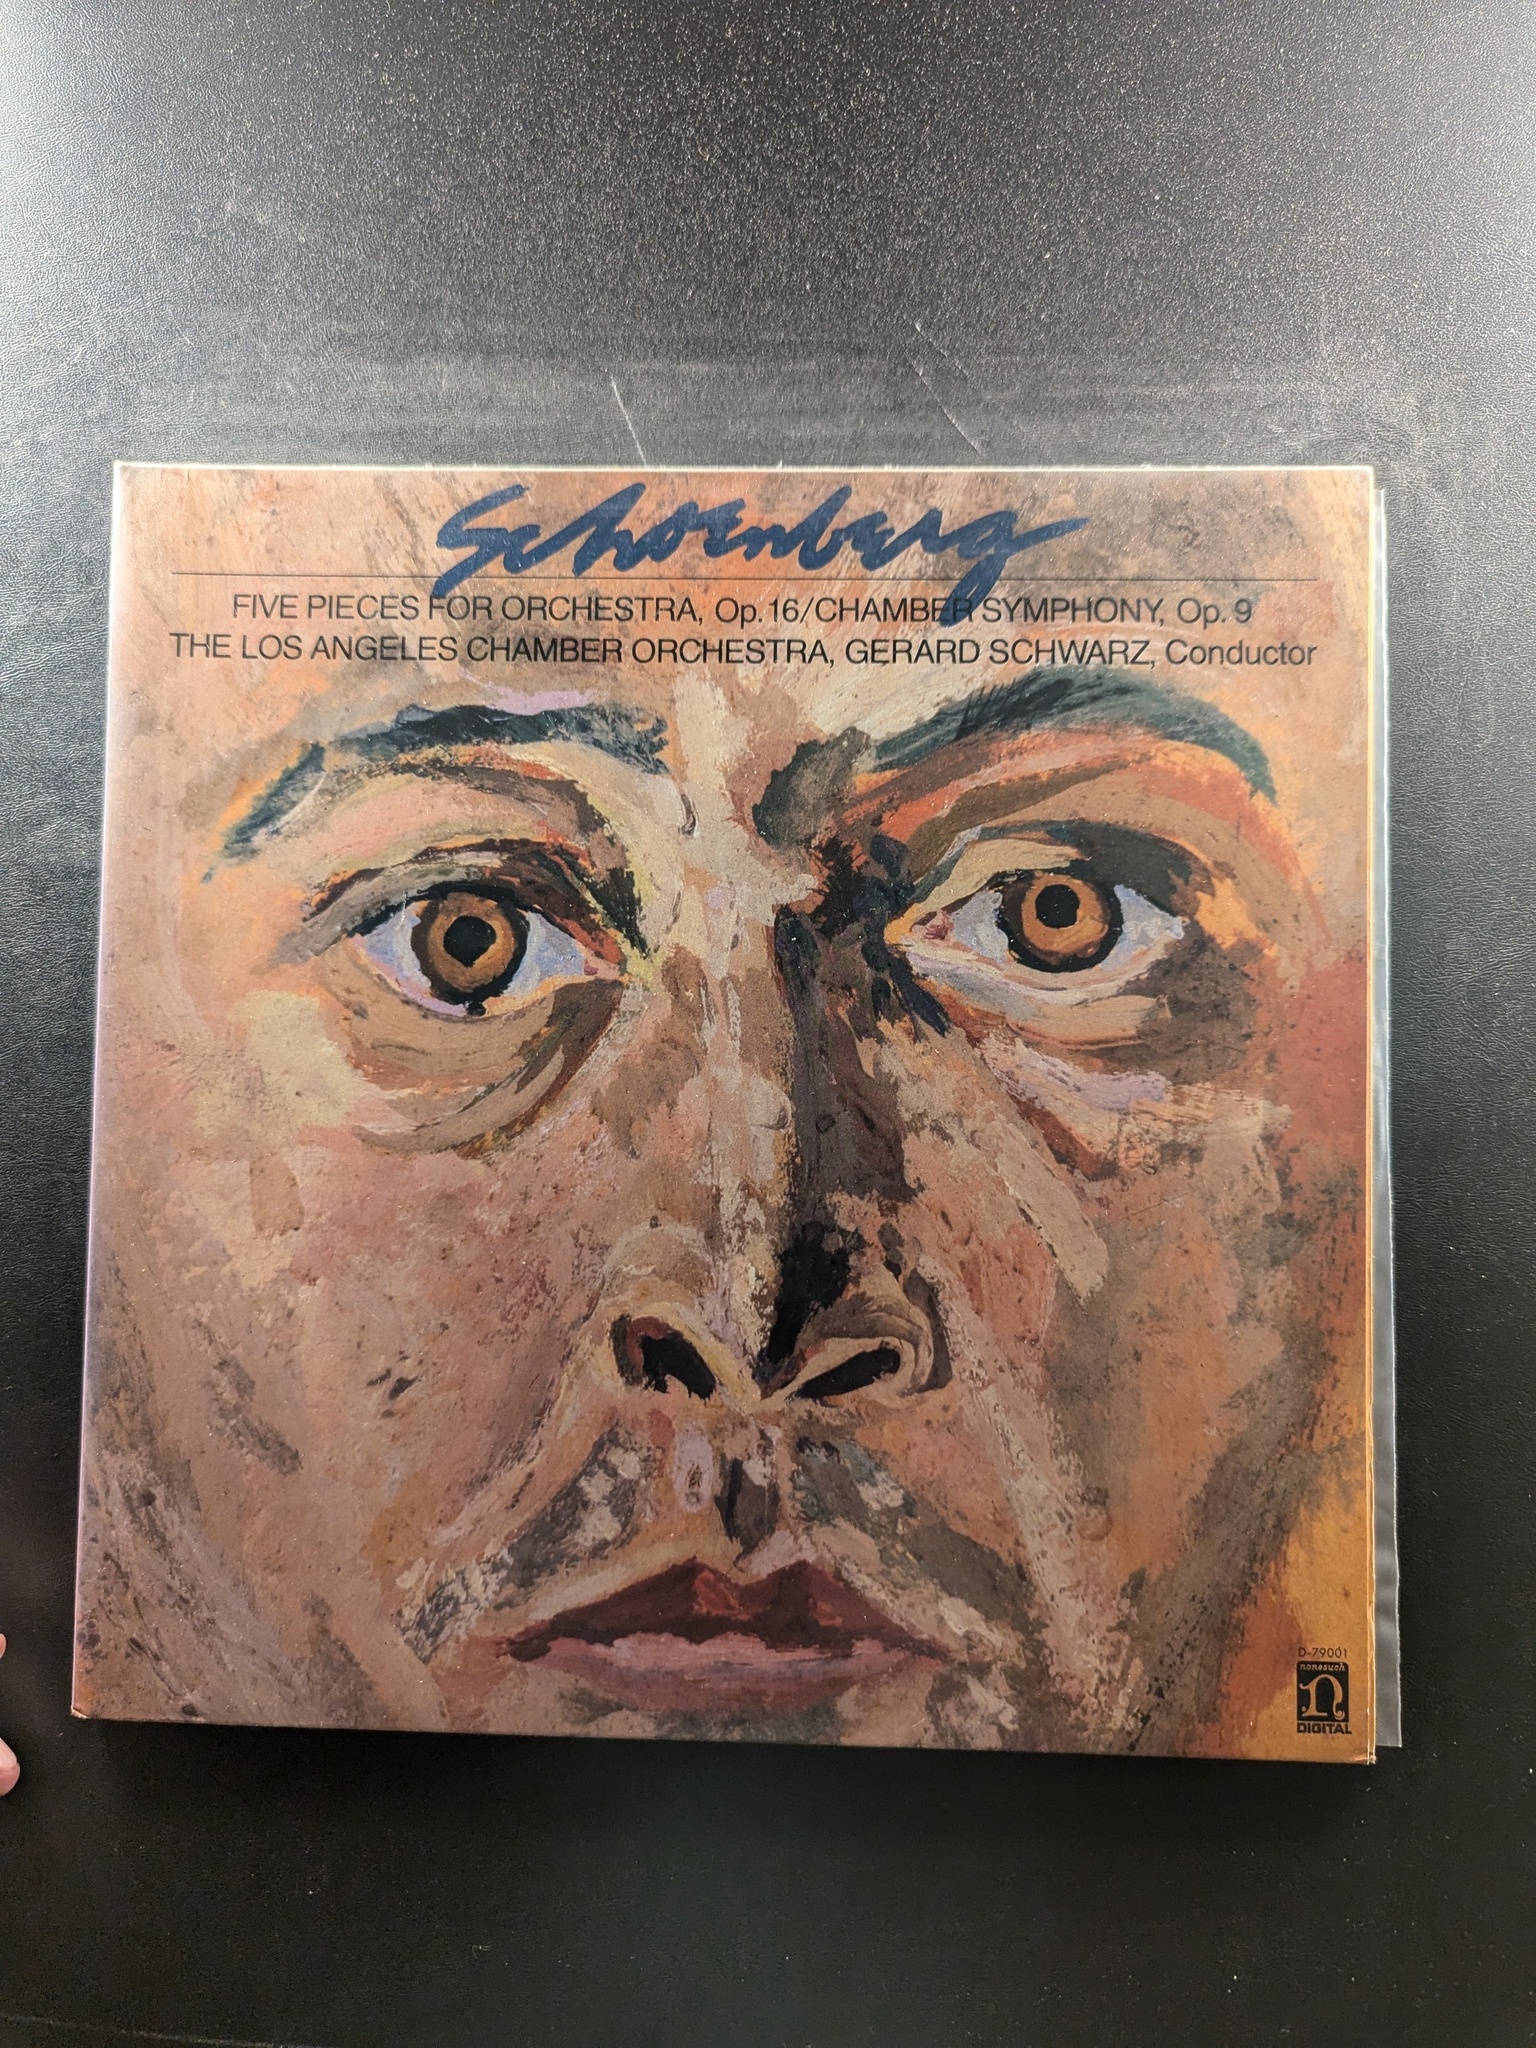 Schoenberg
FIVE PIECES FOR ORCHESTRA, Op. 16/CHAMBER SYMPHONY, Op. 9
THE LOS ANGELES CHAMBER ORCHESTRA, GERARD SCHWARZ, Conductor
D-79001
nonesuch
n
DIGITAL